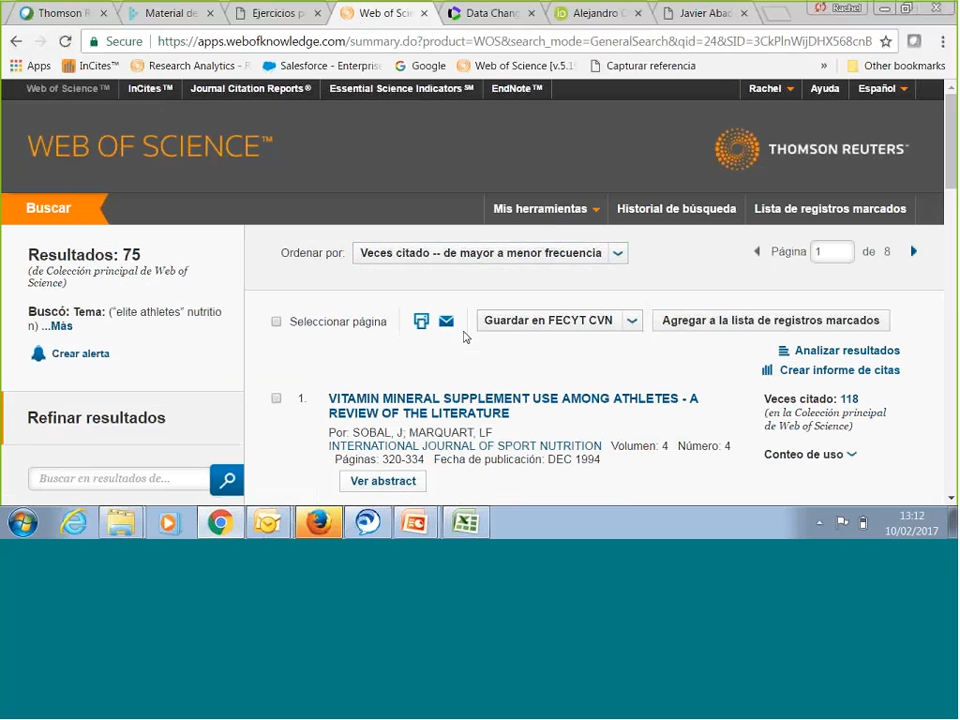 Thomson R
Material de
Ejercicios p
Web of Scie
Data Chang
Alejandro D
Javier Abac
Rachel
Secure
https://apps.webofknowledge.com/summary.do?product=WOS&search_mode=GeneralSearch&qid=24&SID=3CkPlnWijDHX568cnB
Apps
InCites™
Research Analytics - R
Salesforce - Enterprise
Google
Web of Science [v.5.1
Capturar referencia
»
Other bookmarks
Web of Science™
InCites™
Journal Citation Reports®
Essential Science Indicators℠
EndNote™
Rachel
Ayuda
Español
WEB OF SCIENCE™
THOMSON REUTERS™
Buscar
Mis herramientas
Historial de búsqueda
Lista de registros marcados
Resultados: 75
(de Colección principal de Web of
Science)
Buscó: Tema: ("elite athletes" nutritio
n) ...Más
Crear alerta
Refinar resultados
Buscar en resultados de...
Ordenar por:
Veces citado -- de mayor a menor frecuencia
Página 1 de 8
Seleccionar página
Guardar en FECYT CVN
Agregar a la lista de registros marcados
Analizar resultados
Crear informe de citas
1.
VITAMIN MINERAL SUPPLEMENT USE AMONG ATHLETES - A
REVIEW OF THE LITERATURE
Por: SOBAL, J; MARQUART, LF
INTERNATIONAL JOURNAL OF SPORT NUTRITION Volumen: 4 Número: 4
Páginas: 320-334 Fecha de publicación: DEC 1994
Ver abstract
Veces citado: 118
(en la Colección principal
de Web of Science)
Conteo de uso
13:12
10/02/2017